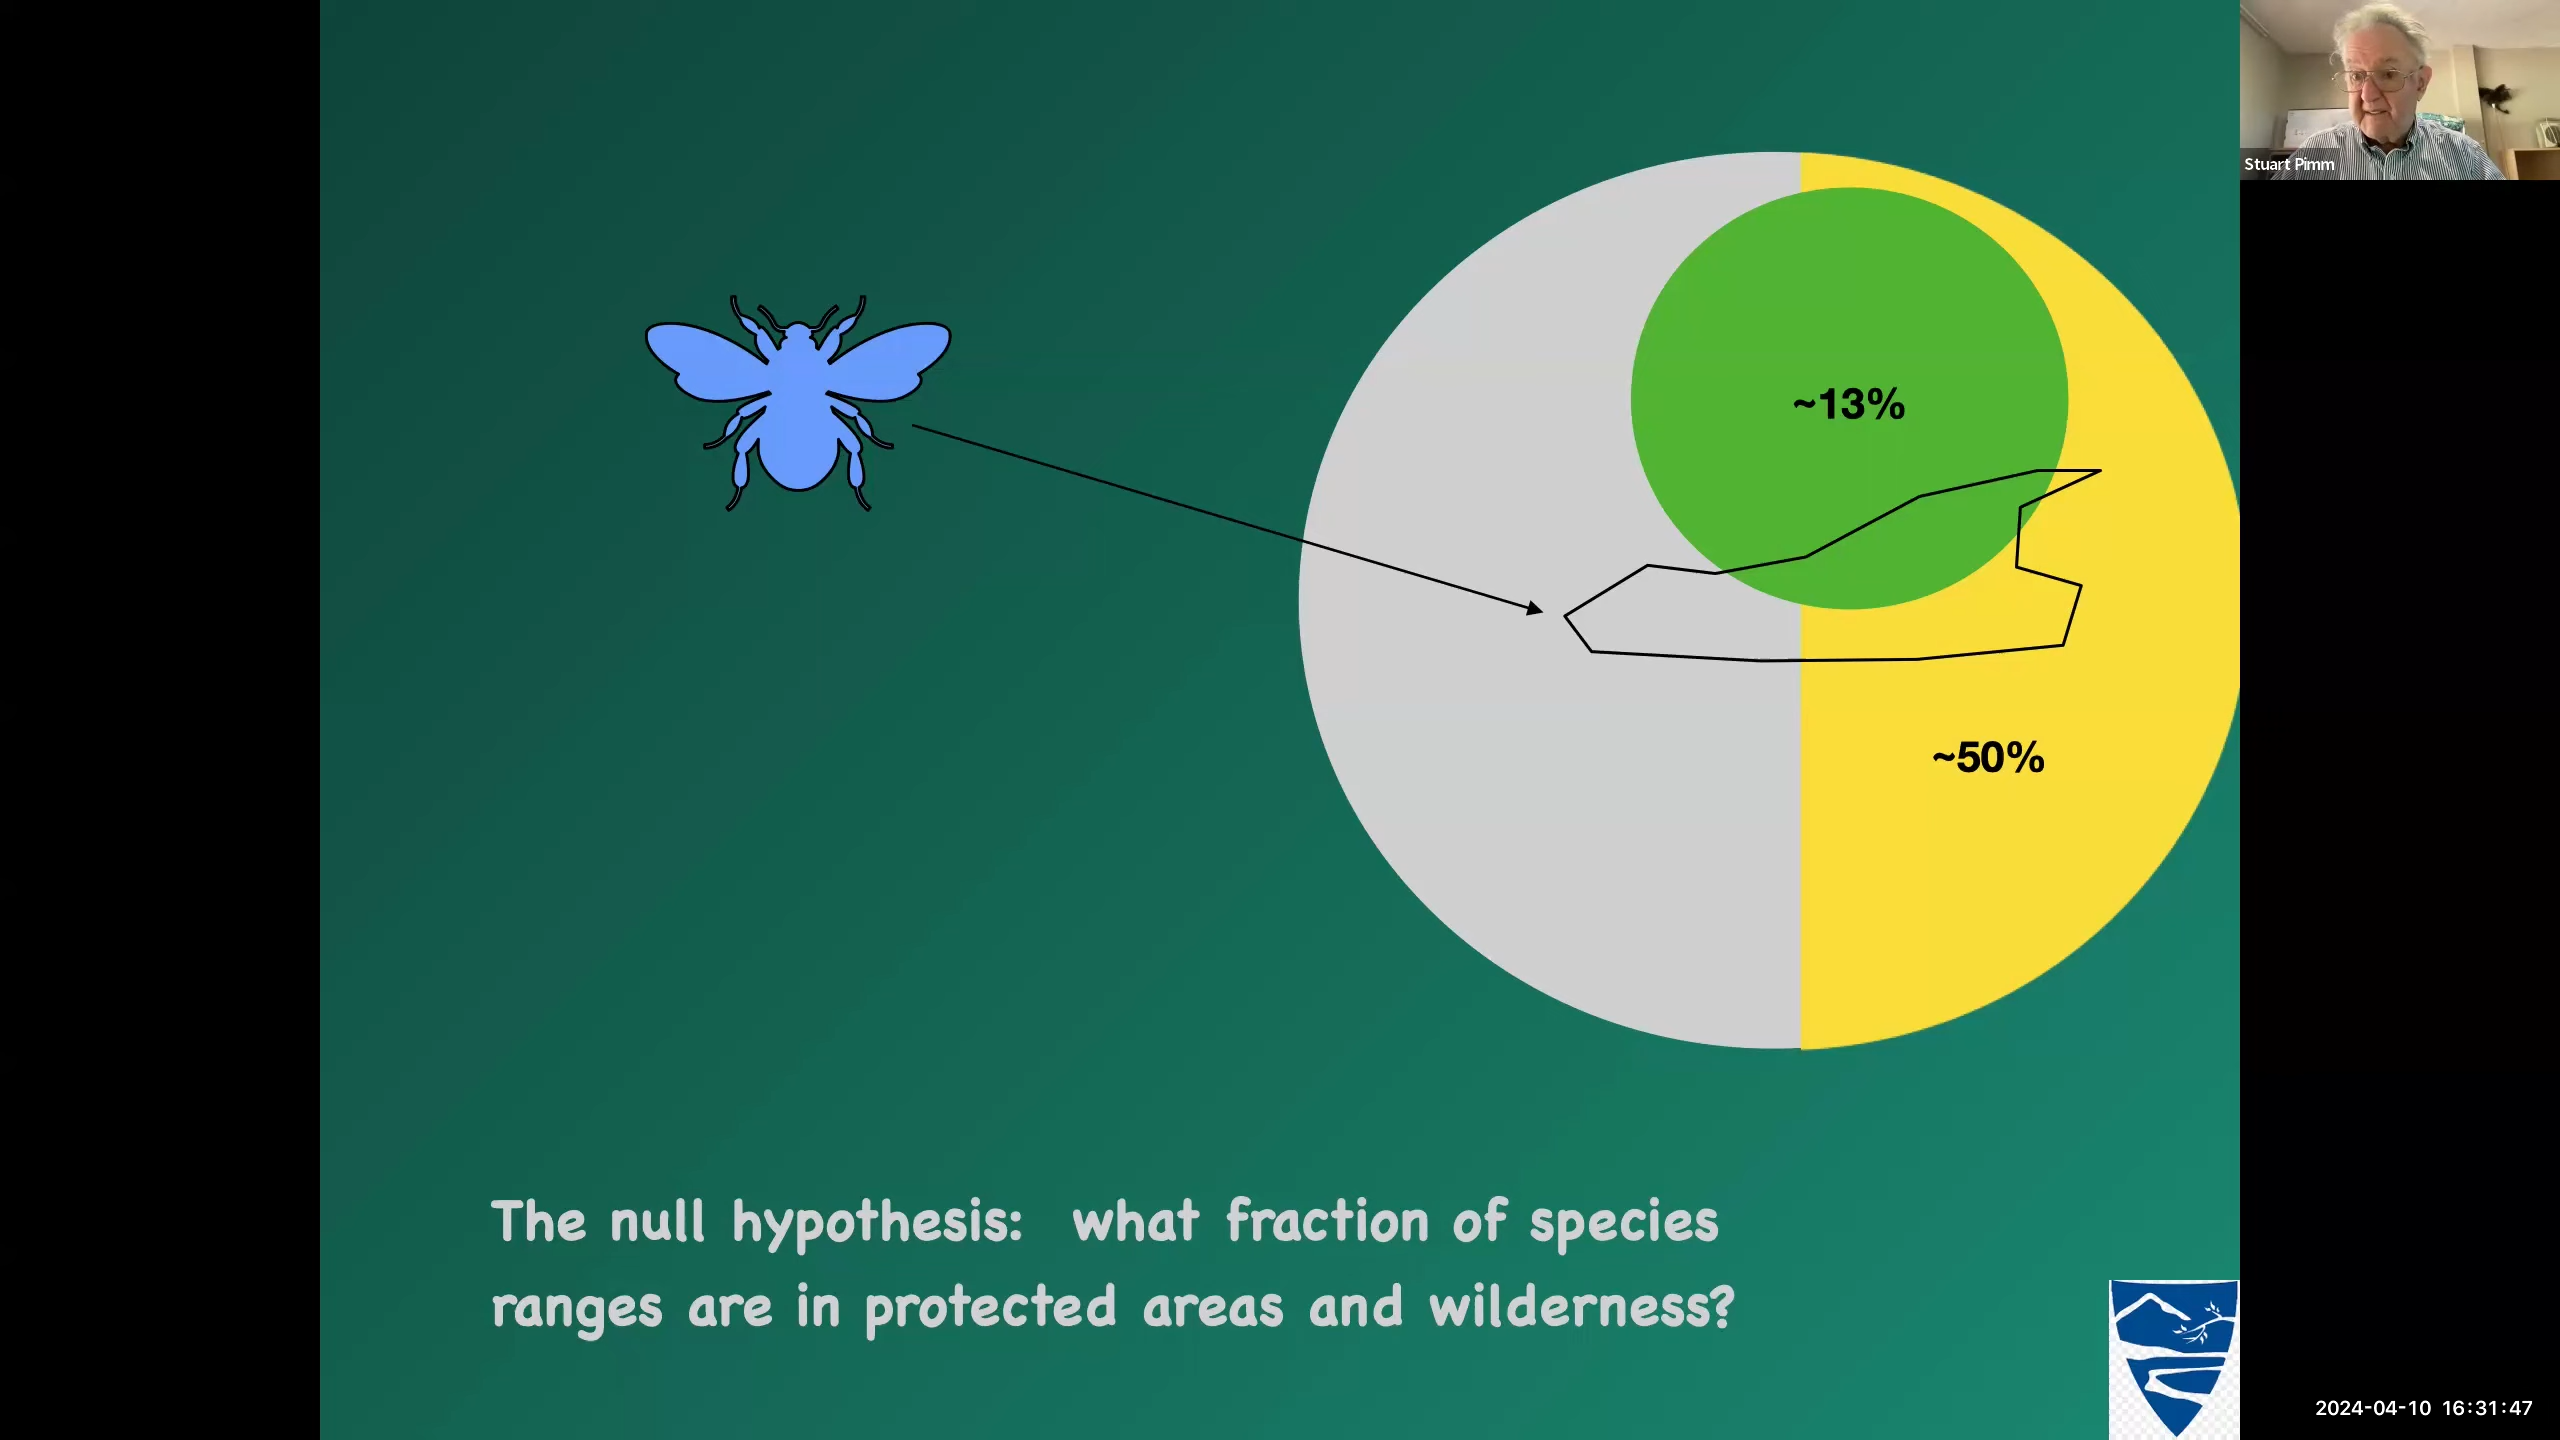 Stuart Pimm
~13%
~50%
The null hypothesis: what fraction of species
ranges are in protected areas and wilderness?
2024-04-10 16:31:47